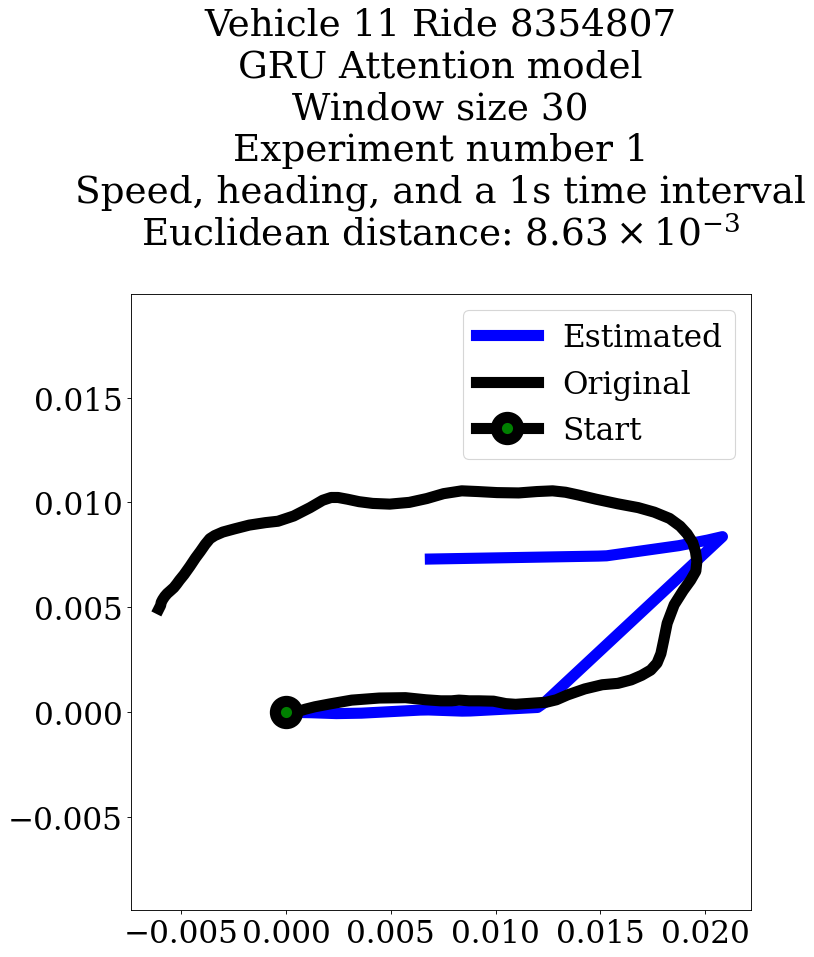 Vehicle 11 Ride 8354807
GRU Attention model
Window size 30
Experiment number 1
Speed, heading, and a 1s time interval
Euclidean distance: 8.63 × 10⁻³
Estimated
Original
Start
0.015
0.010
0.005
0.000
−0.005
−0.005 0.000 0.005 0.010 0.015 0.020